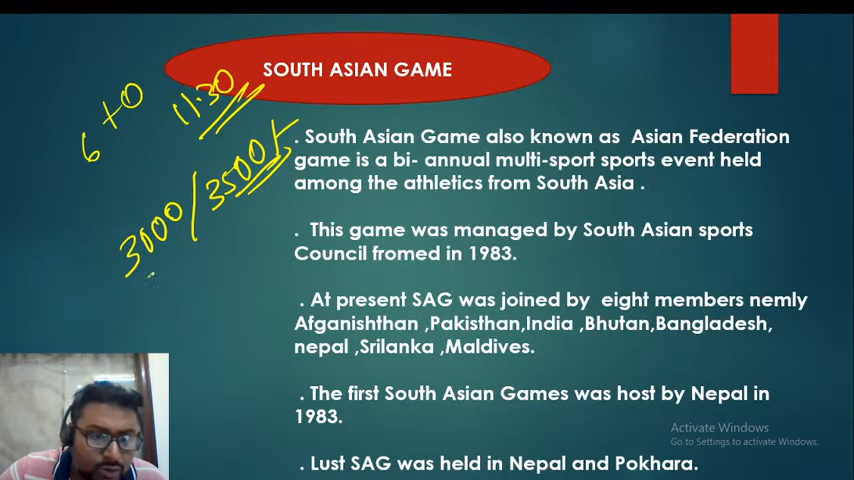 SOUTH ASIAN GAME
6 to 11.30
3000/3500 +
. South Asian Game also known as Asian Federation
game is a bi- annual multi-sport sports event held
among the athletics from South Asia .
. This game was managed by South Asian sports
Council fromed in 1983.
. At present SAG was joined by eight members nemly
Afganishthan ,Pakisthan,India ,Bhutan,Bangladesh,
nepal ,Srilanka ,Maldives.
. The first South Asian Games was host by Nepal in
1983.
. Lust SAG was held in Nepal and Pokhara.
Activate Windows
Go to Settings to activate Windows.